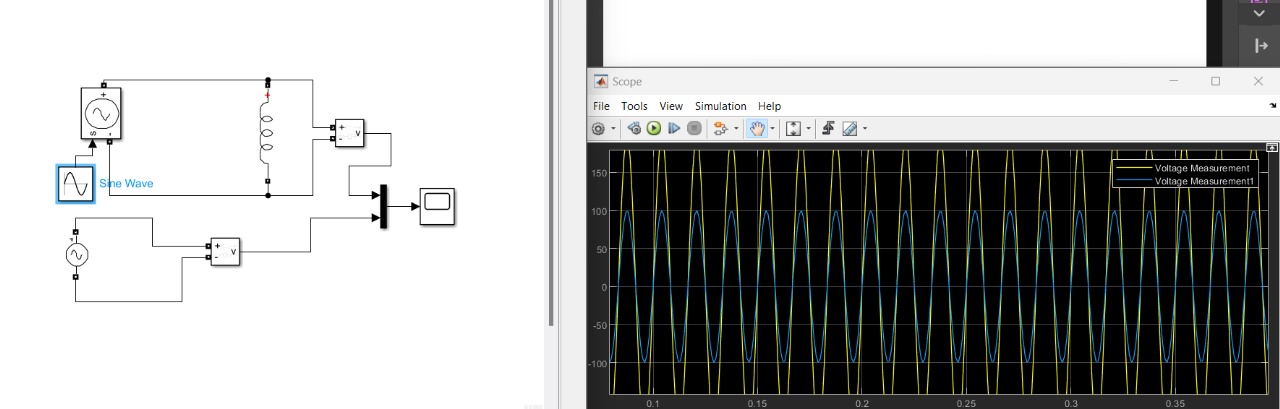 Scope
File Tools View Simulation Help
+
s
-
+
+
-
v
Sine Wave
+
-
v
Voltage Measurement
Voltage Measurement1
150
100
50
0
-50
-100
0.1 0.15 0.2 0.25 0.3 0.35